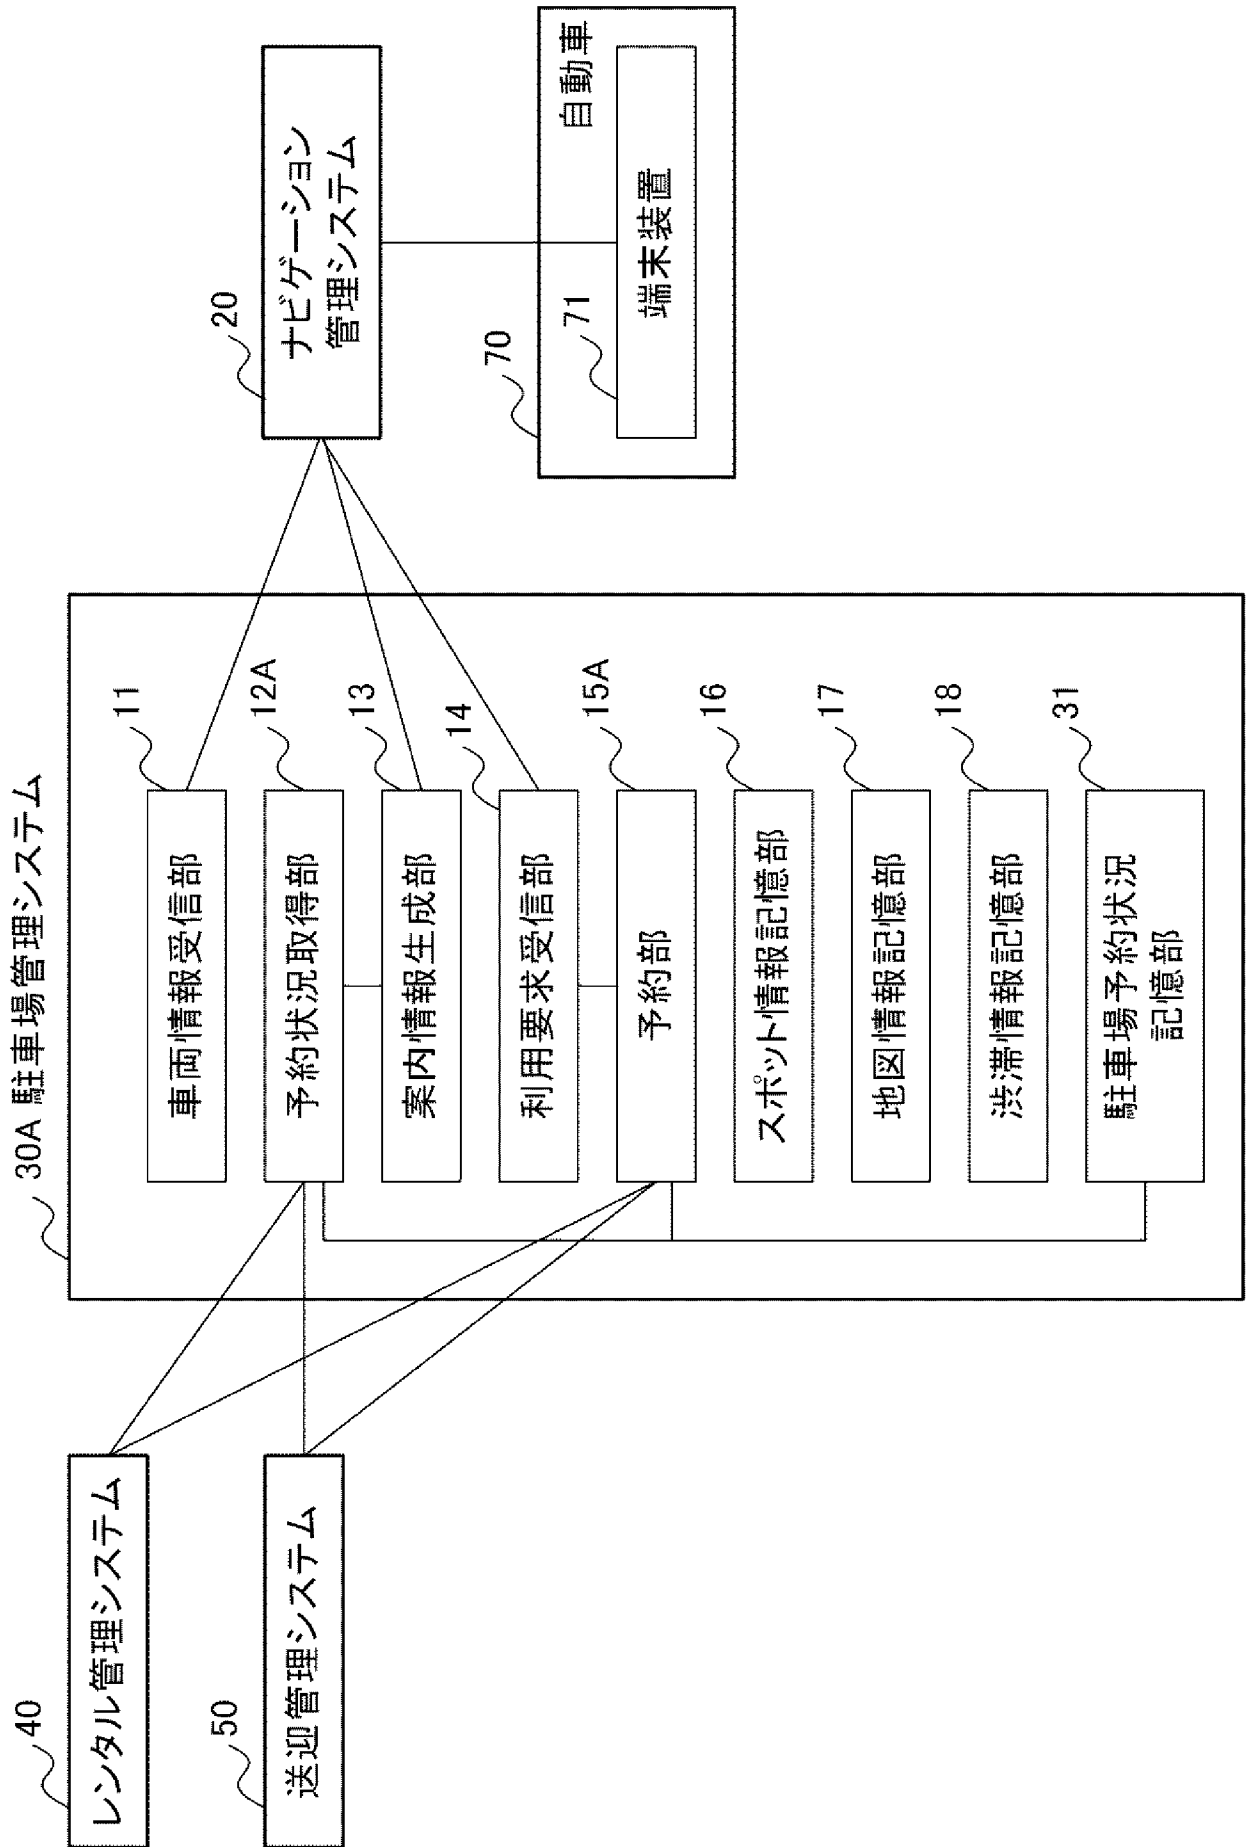 30A 駐車場管理システム
40
レンタル管理システム
50
送迎管理システム
11
車両情報受信部
12A
予約状況取得部
13
案内情報生成部
14
利用要求受信部
15A
予約部
16
スポット情報記憶部
17
地図情報記憶部
18
渋滞情報記憶部
31
駐車場予約状況
記憶部
20
ナビゲーション
管理システム
70
自動車
71
端末装置